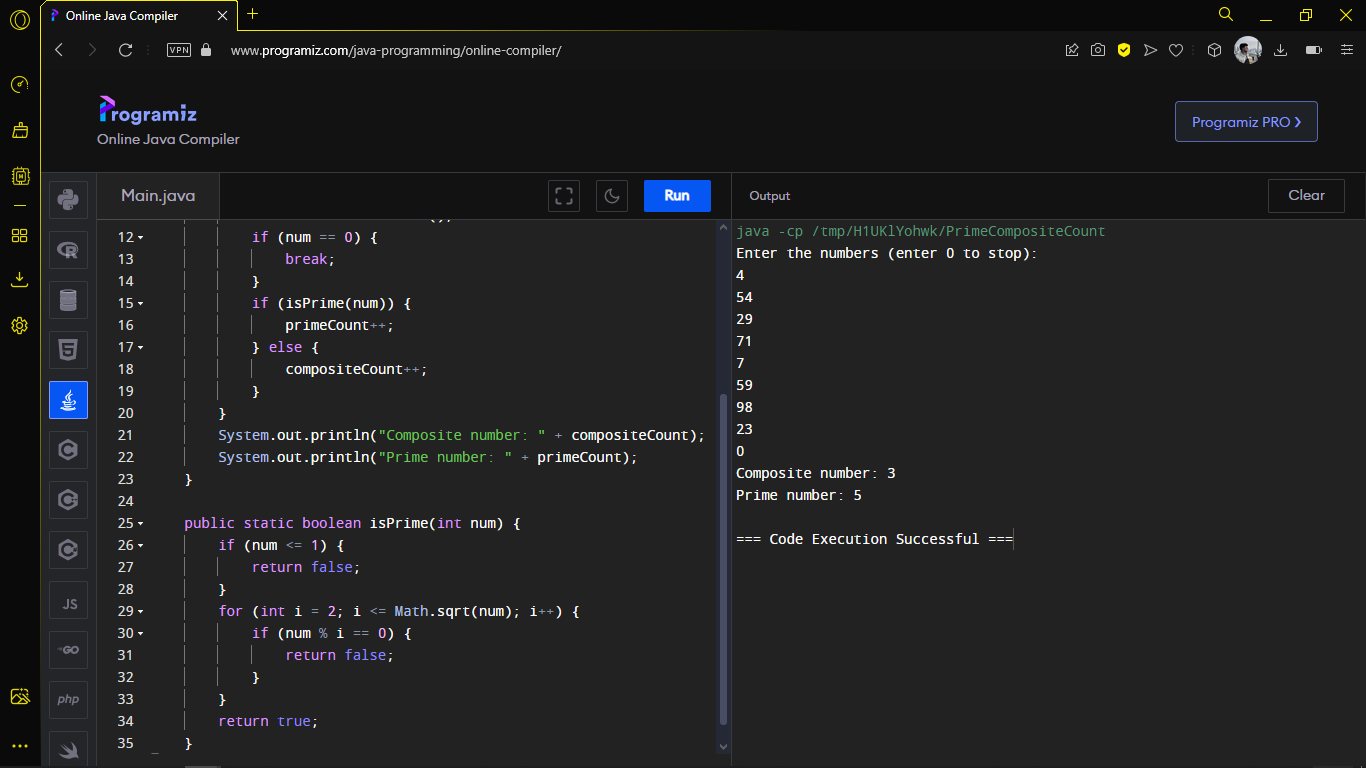 Online Java Compiler
VPN
www.programiz.com/java-programming/online-compiler/
Programiz
Online Java Compiler
Programiz PRO ❯
Main.java
Run
Output
Clear
12 if (num == 0) {
13 break;
14 }
15 if (isPrime(num)) {
16 primeCount++;
17 } else {
18 compositeCount++;
19 }
20 }
21 System.out.println("Composite number: " + compositeCount);
22 System.out.println("Prime number: " + primeCount);
23 }
24
25 public static boolean isPrime(int num) {
26 if (num <= 1) {
27 return false;
28 }
29 for (int i = 2; i <= Math.sqrt(num); i++) {
30 if (num % i == 0) {
31 return false;
32 }
33 }
34 return true;
35 }
java -cp /tmp/H1UKlYohwk/PrimeCompositeCount
Enter the numbers (enter 0 to stop):
4
54
29
71
7
59
98
23
0
Composite number: 3
Prime number: 5
=== Code Execution Successful ===
JS
GO
php